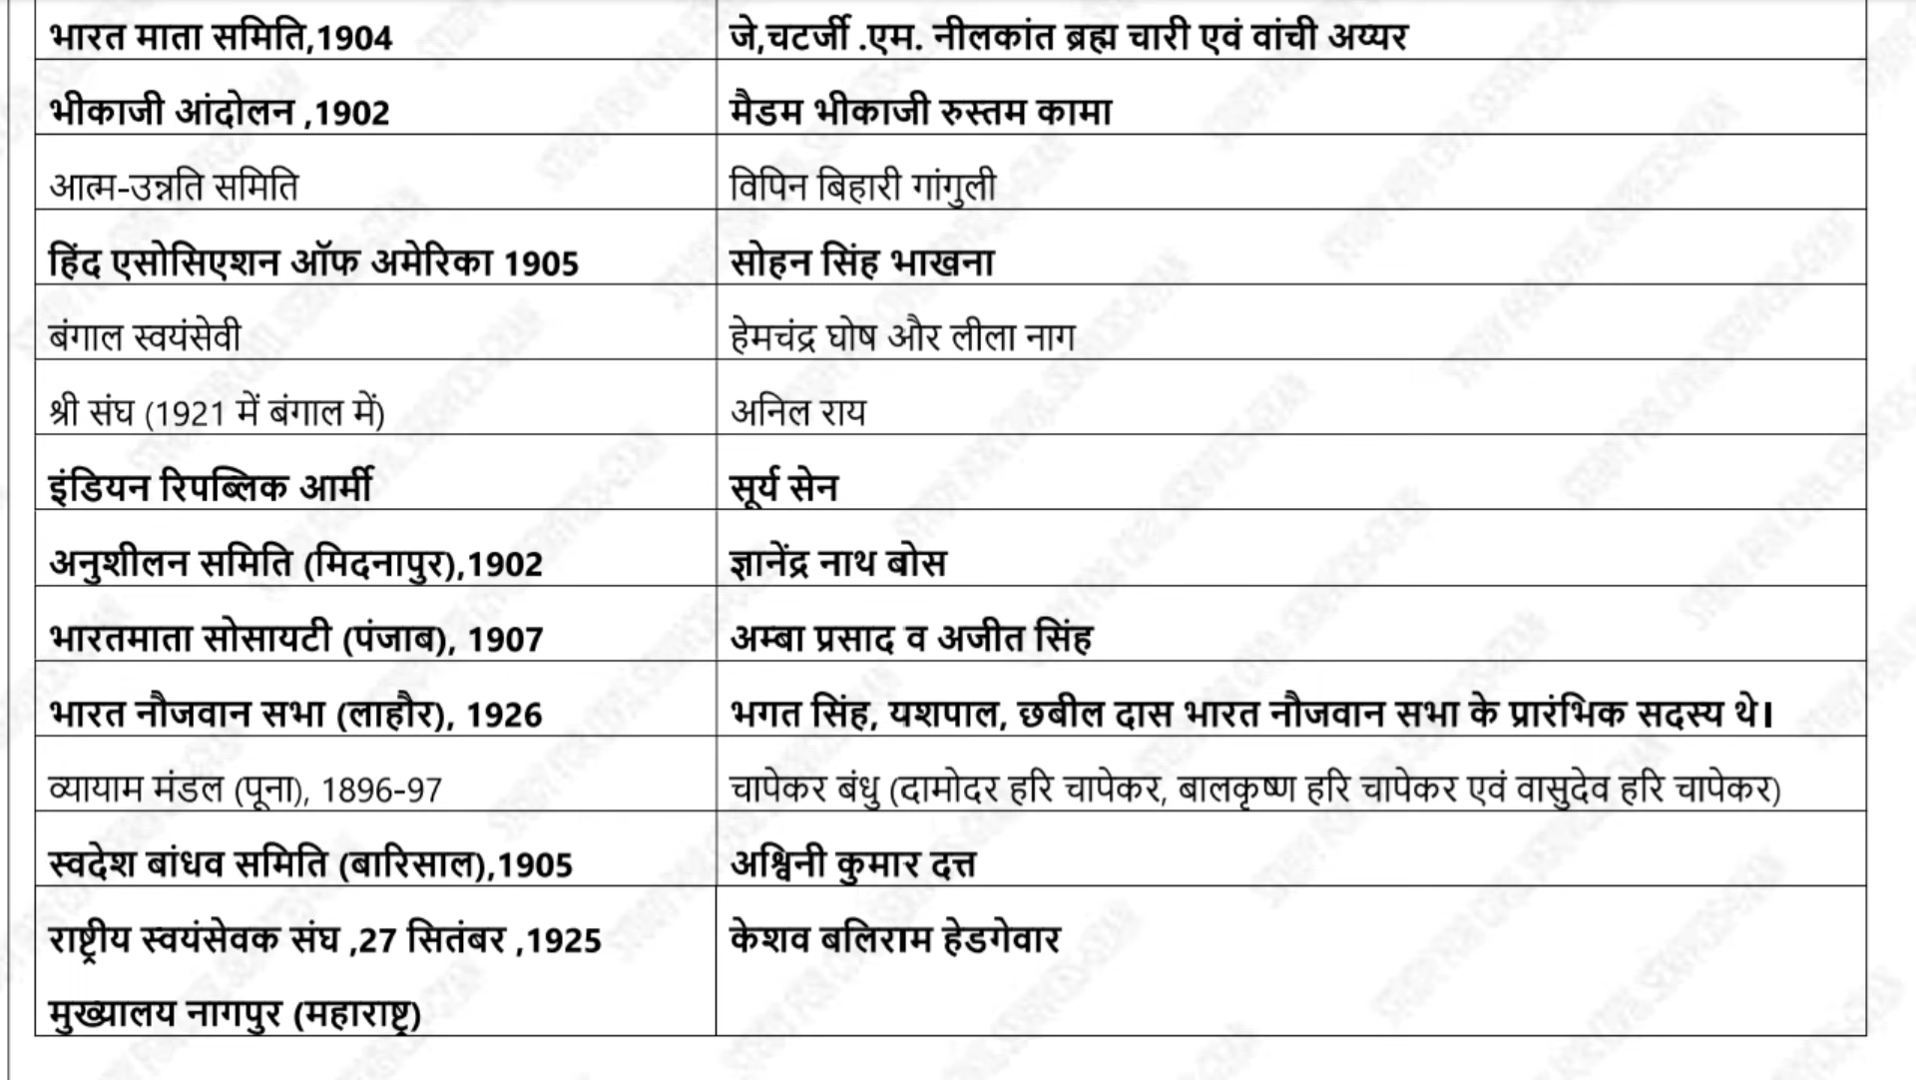 भारत माता समिति,1904
जे,चटर्जी .एम. नीलकांत ब्रह्म चारी एवं वांची अय्यर
भीकाजी आंदोलन ,1902
मैडम भीकाजी रुस्तम कामा
आत्म-उन्नति समिति
विपिन बिहारी गांगुली
हिंद एसोसिएशन ऑफ अमेरिका 1905
सोहन सिंह भाखना
बंगाल स्वयंसेवी
हेमचंद्र घोष और लीला नाग
श्री संघ (1921 में बंगाल में)
अनिल राय
इंडियन रिपब्लिक आर्मी
सूर्य सेन
अनुशीलन समिति (मिदनापुर),1902
ज्ञानेंद्र नाथ बोस
भारतमाता सोसायटी (पंजाब), 1907
अम्बा प्रसाद व अजीत सिंह
भारत नौजवान सभा (लाहौर), 1926
भगत सिंह, यशपाल, छबील दास भारत नौजवान सभा के प्रारंभिक सदस्य थे।
व्यायाम मंडल (पूना), 1896-97
चापेकर बंधु (दामोदर हरि चापेकर, बालकृष्ण हरि चापेकर एवं वासुदेव हरि चापेकर)
स्वदेश बांधव समिति (बारिसाल),1905
अश्विनी कुमार दत्त
राष्ट्रीय स्वयंसेवक संघ ,27 सितंबर ,1925
केशव बलिराम हेडगेवार
मुख्यालय नागपुर (महाराष्ट्र)